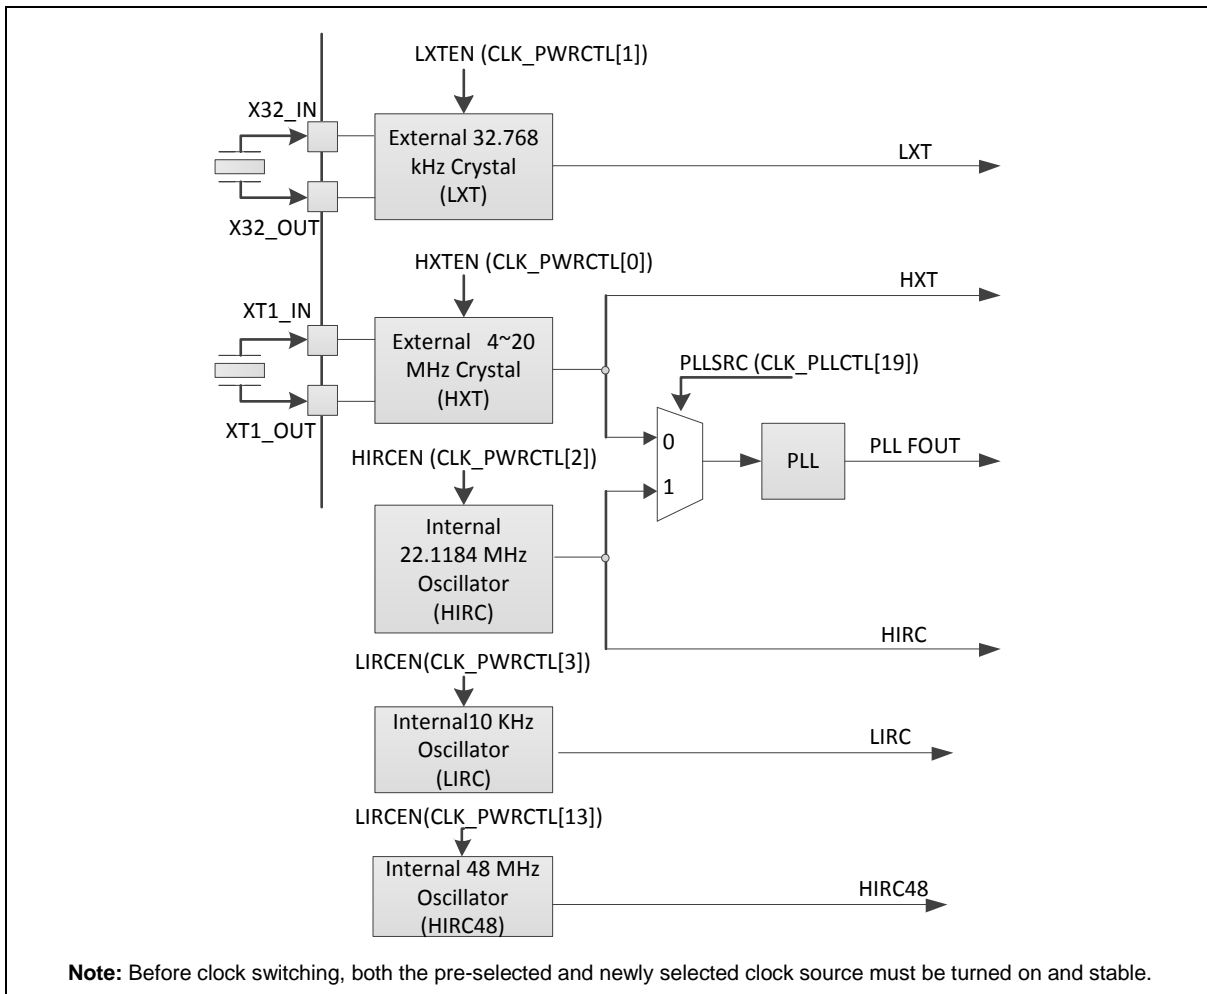 LXTEN (CLK_PWRCTL[1])
X32_IN
External 32.768
kHz Crystal
(LXT)
LXT
X32_OUT
HXTEN (CLK_PWRCTL[0])
HXT
XT1_IN
External 4~20
MHz Crystal
(HXT)
PLLSRC (CLK_PLLCTL[19])
XT1_OUT
0
1
PLL
PLL FOUT
HIRCEN (CLK_PWRCTL[2])
Internal
22.1184 MHz
Oscillator
(HIRC)
HIRC
LIRCEN(CLK_PWRCTL[3])
Internal10 KHz
Oscillator
(LIRC)
LIRC
LIRCEN(CLK_PWRCTL[13])
Internal 48 MHz
Oscillator
(HIRC48)
HIRC48
Note: Before clock switching, both the pre-selected and newly selected clock source must be turned on and stable.